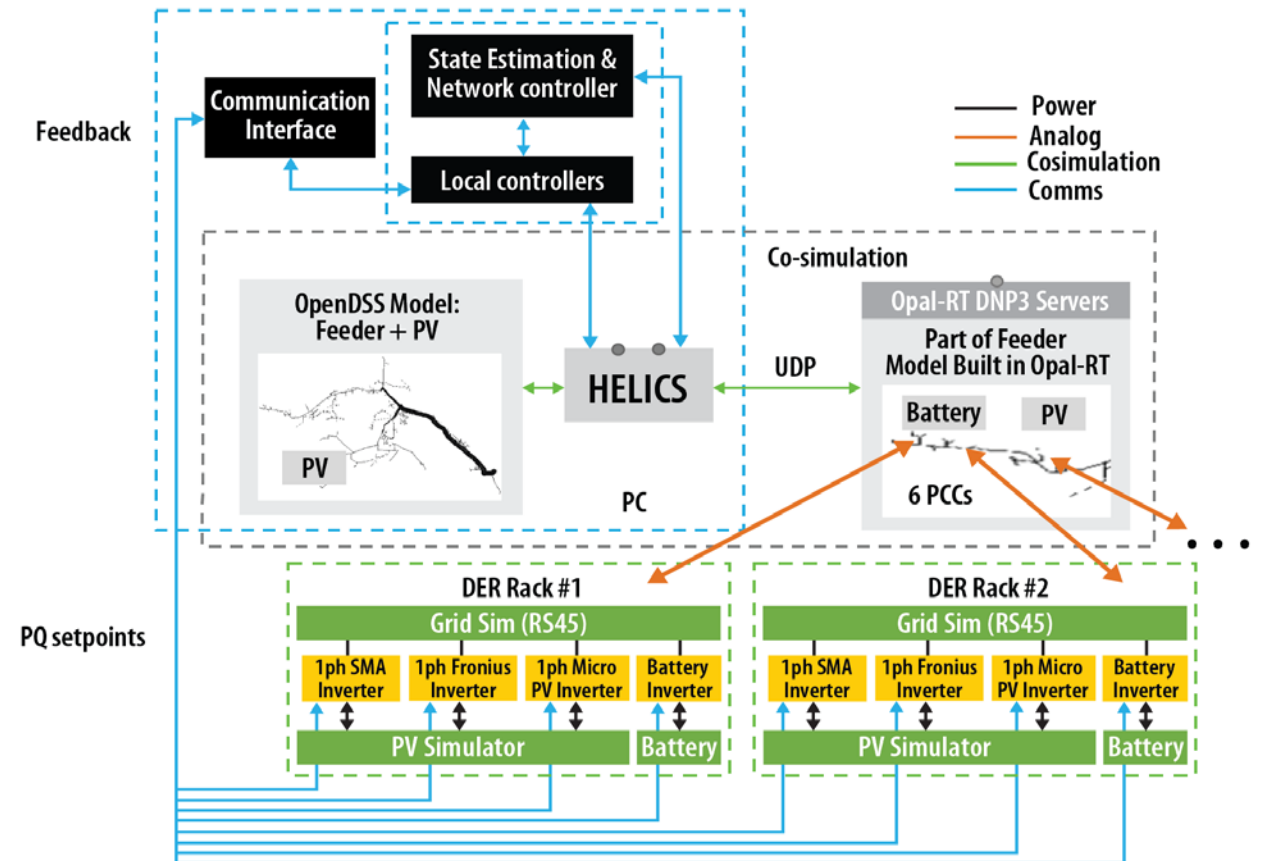 State Estimation &
Network controller
Communication
Interface
Local controllers
Feedback
Power
Analog
Cosimulation
Comms
Co-simulation
OpenDSS Model:
Feeder + PV
PV
HELICS
UDP
PC
Opal-RT DNP3 Servers
Part of Feeder
Model Built in Opal-RT
Battery
PV
6 PCCs
• • •
PQ setpoints
DER Rack #1
Grid Sim (RS45)
1ph SMA
Inverter
1ph Fronius
Inverter
1ph Micro
PV Inverter
Battery
Inverter
PV Simulator
Battery
DER Rack #2
Grid Sim (RS45)
1ph SMA
Inverter
1ph Fronius
Inverter
1ph Micro
PV Inverter
Battery
Inverter
PV Simulator
Battery